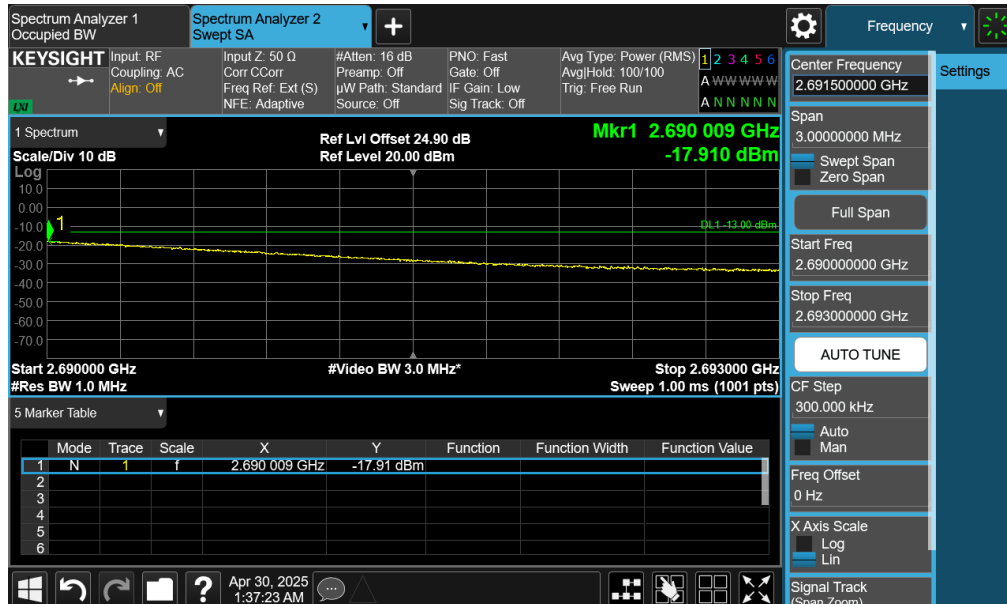 Spectrum Analyzer 1
Occupied BW
Spectrum Analyzer 2
Swept SA
+
Frequency
KEYSIGHT
LXI
Input: RF
Coupling: AC
Align: Off
Input Z: 50 Ω
Corr CCorr
Freq Ref: Ext (S)
NFE: Adaptive
#Atten: 16 dB
Preamp: Off
µW Path: Standard
Source: Off
PNO: Fast
Gate: Off
IF Gain: Low
Sig Track: Off
Avg Type: Power (RMS)
Avg|Hold: 100/100
Trig: Free Run
1 2 3 4 5 6
A W W W W W
A N N N N N
1 Spectrum
Scale/Div 10 dB
Ref Lvl Offset 24.90 dB
Ref Level 20.00 dBm
Mkr1 2.690 009 GHz
-17.910 dBm
Log
10.0
0.00
-10.0
-20.0
-30.0
-40.0
-50.0
-60.0
-70.0
1
DL1 -13.00 dBm
Start 2.690000 GHz
#Res BW 1.0 MHz
#Video BW 3.0 MHz*
Stop 2.693000 GHz
Sweep 1.00 ms (1001 pts)
5 Marker Table
Mode Trace Scale X Y Function Function Width Function Value
1 N 1 f 2.690 009 GHz -17.91 dBm
2
3
4
5
6
?
Apr 30, 2025
1:37:23 AM
Center Frequency
2.691500000 GHz
Span
3.00000000 MHz
Swept Span
Zero Span
Full Span
Start Freq
2.690000000 GHz
Stop Freq
2.693000000 GHz
AUTO TUNE
CF Step
300.000 kHz
Auto
Man
Freq Offset
0 Hz
X Axis Scale
Log
Lin
Signal Track
(Span Zoom)
Settings